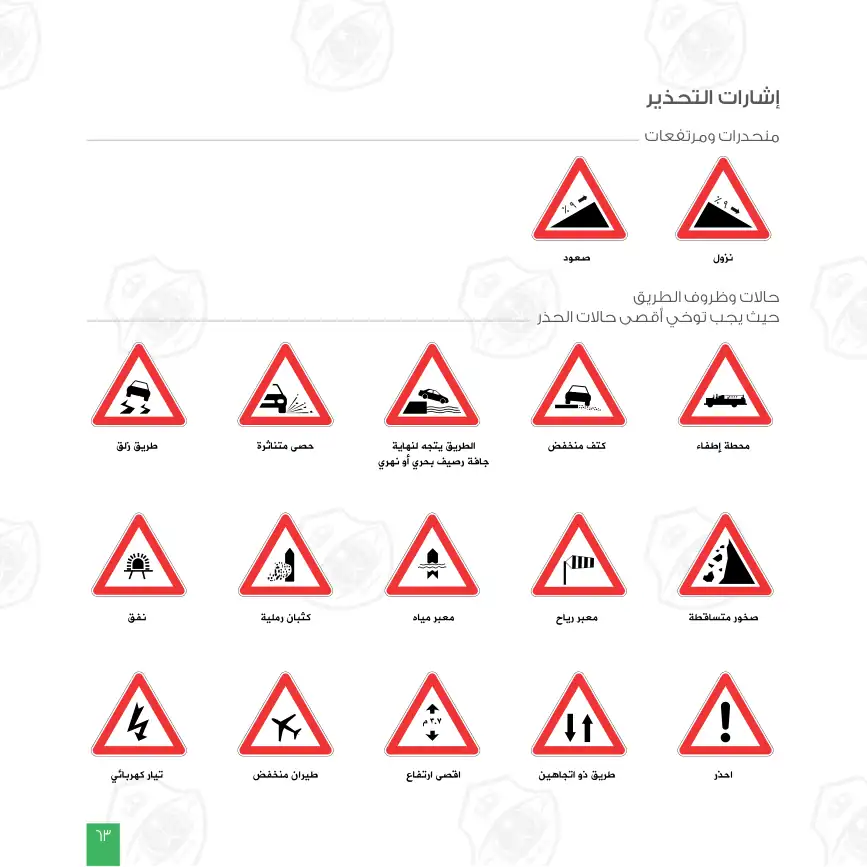 إشارات التحذير
منحدرات ومرتفعات
٪٩
٪٩
نزول
صعود
حالات وظروف الطريق
حيث يجب توخي أقصى حالات الحذر
محطة إطفاء
كتف منخفض
الطريق يتجه لنهاية
جافة رصيف بحري أو نهري
حصى متناثرة
طريق زلق
صخور متساقطة
معبر رياح
معبر مياه
كثبان رملية
نفق
٣.٧ م
احذر
طريق ذو اتجاهين
اقصى ارتفاع
طيران منخفض
تيار كهربائي
٦٣